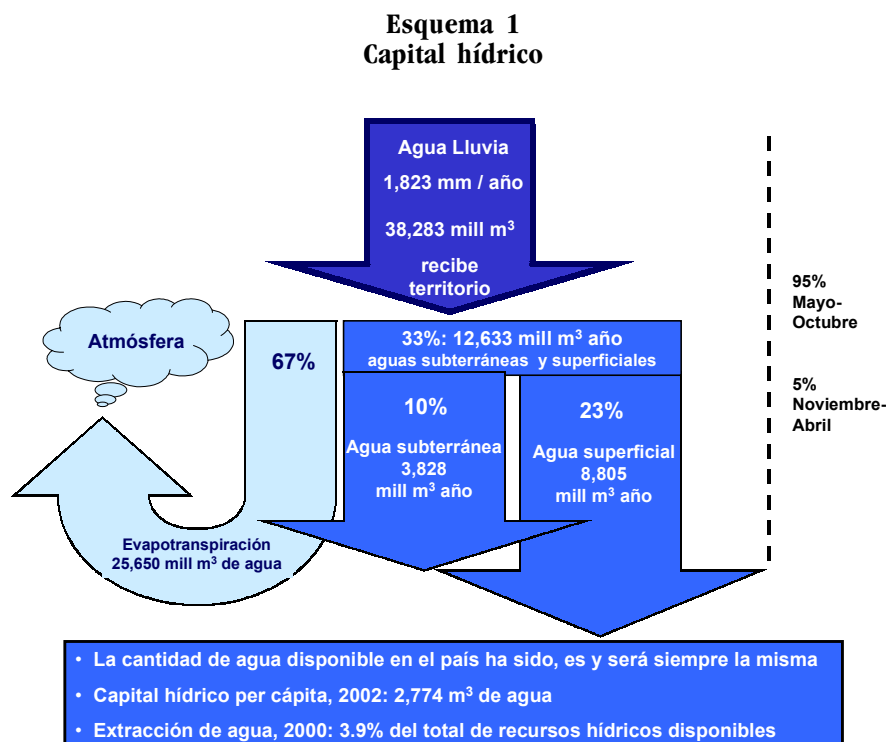 Esquema 1
Capital hídrico
Agua Lluvia
1,823 mm / año
38,283 mill m³
recibe
territorio
95%
Mayo-
Octubre
5%
Noviembre-
Abril
Atmósfera
67%
33%: 12,633 mill m³ año
aguas subterráneas y superficiales
10%
Agua subterránea
3,828
mill m³ año
23%
Agua superficial
8,805
mill m³ año
Evapotranspiración
25,650 mill m³ de agua
• La cantidad de agua disponible en el país ha sido, es y será siempre la misma
• Capital hídrico per cápita, 2002: 2,774 m³ de agua
• Extracción de agua, 2000: 3.9% del total de recursos hídricos disponibles